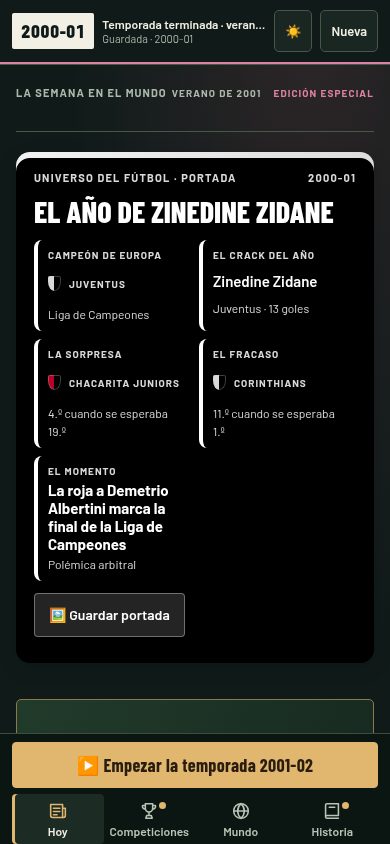 2000-01
Temporada terminada · veran...
Guardada · 2000-01
Nueva
LA SEMANA EN EL MUNDO
VERANO DE 2001
EDICIÓN ESPECIAL
UNIVERSO DEL FÚTBOL · PORTADA
2000-01
EL AÑO DE ZINEDINE ZIDANE
CAMPEÓN DE EUROPA
JUVENTUS
Liga de Campeones
EL CRACK DEL AÑO
Zinedine Zidane
Juventus · 13 goles
LA SORPRESA
CHACARITA JUNIORS
4.º cuando se esperaba
19.º
EL FRACASO
CORINTHIANS
11.º cuando se esperaba
1.º
EL MOMENTO
La roja a Demetrio
Albertini marca la
final de la Liga de
Campeones
Polémica arbitral
Guardar portada
Empezar la temporada 2001-02
Hoy
Competiciones
Mundo
Historia